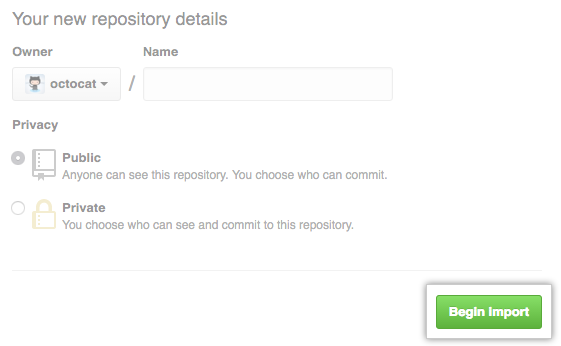 Your new repository details
Owner Name
octocat /
Privacy
Public
Anyone can see this repository. You choose who can commit.
Private
You choose who can see and commit to this repository.
Begin Import